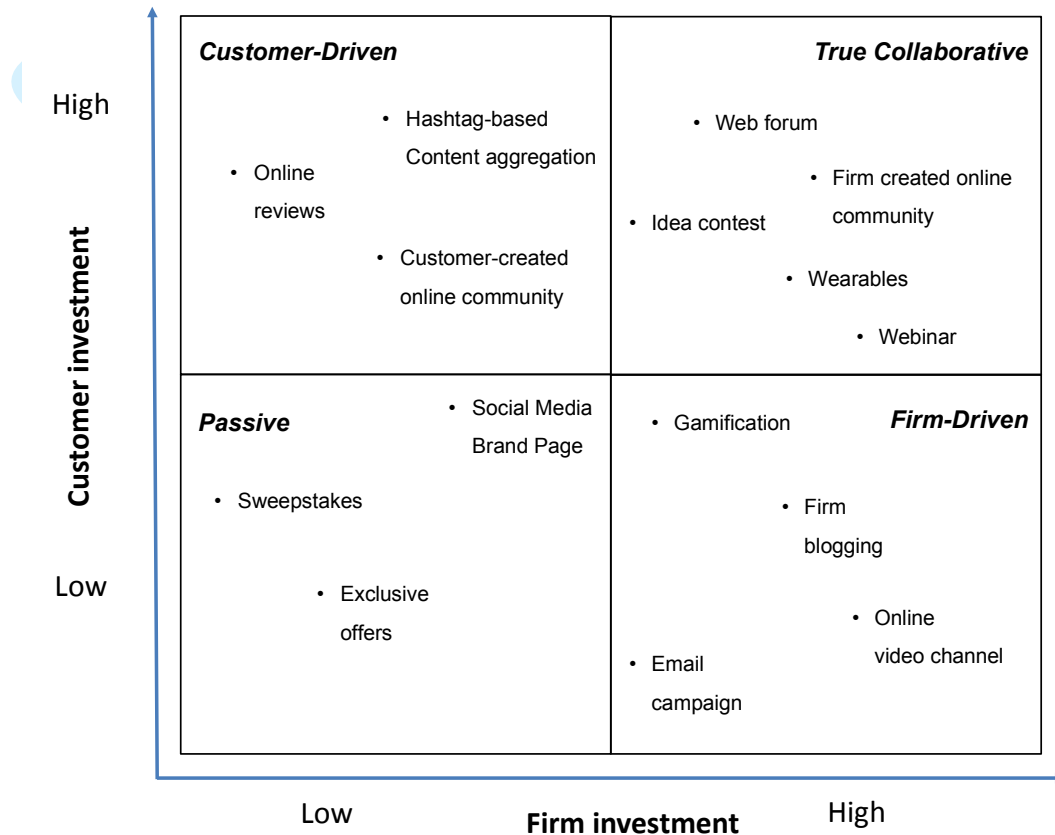 Customer-Driven
True Collaborative
High
• Hashtag-based
Content aggregation
• Web forum
• Online
reviews
• Firm created online
community
• Idea contest
• Customer-created
online community
• Wearables
• Webinar
Customer investment
Passive
• Social Media
Brand Page
• Gamification
Firm-Driven
• Sweepstakes
• Firm
blogging
Low
• Exclusive
offers
• Online
video channel
• Email
campaign
Low
Firm investment
High